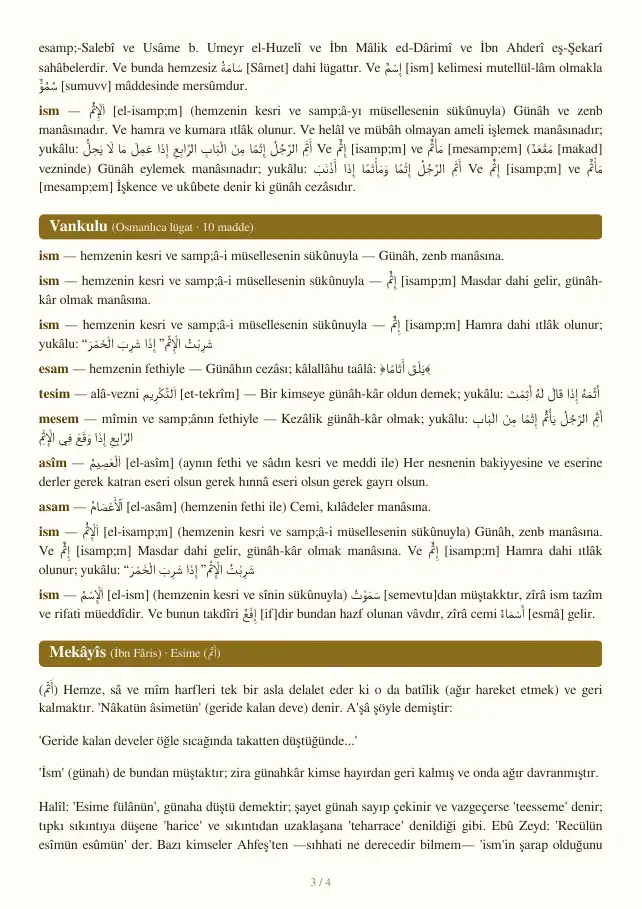 esamp;-Salebî ve Usâme b. Umeyr el-Huzelî ve İbn Mâlik ed-Dârimî ve İbn Ahderî eş-Şekarî
sahâbelerdir. Ve bunda hemzesiz سَامَةُ [Sâmet] dahi lügattır. Ve إِسْمٌ [ism] kelimesi mutellül-lâm olmakla
سُمُوٌّ [sumuvv] mâddesinde mersûmdur.
ism — اَلْإِثْمُ [el-isamp;m] (hemzenin kesri ve samp;â-yı müsellesenin sükûnuyla) Günâh ve zenb
manâsınadır. Ve hamra ve kumara ıtlâk olunur. Ve helâl ve mübâh olmayan ameli işlemek manâsınadır;
yukâlu: أَثِمَ الرَّجُلُ إِثْمًا مِنَ الْبَابِ الرَّابِعِ إِذَا عَمِلَ مَا لَا يَحِلُّ Ve إِثْمٌ [isamp;m] ve مَأْثَمٌ [mesamp;em] (مَقْعَدٌ [makad]
vezninde) Günâh eylemek manâsınadır; yukâlu: أَثِمَ الرَّجُلُ إِثْمًا وَمَأْثَمًا إِذَا أَذْنَبَ Ve إِثْمٌ [isamp;m] ve مَأْثَمٌ
[mesamp;em] İşkence ve ukûbete denir ki günâh cezâsıdır.
Vankulu (Osmanlıca lügat · 10 madde)
ism — hemzenin kesri ve samp;â-i müsellesenin sükûnuyla — Günâh, zenb manâsına.
ism — hemzenin kesri ve samp;â-i müsellesenin sükûnuyla — إِثْمٌ [isamp;m] Masdar dahi gelir, günâh-
kâr olmak manâsına.
ism — hemzenin kesri ve samp;â-i müsellesenin sükûnuyla — إِثْمٌ [isamp;m] Hamra dahi ıtlâk olunur;
yukâlu: “شَرِبْتُ الْإِثْمَ” إِذَا شَرِبَ الْخَمْرَ
esam — hemzenin fethiyle — Günâhın cezâsı; kâlallâhu taâlâ: ﴿يَلْقَ أَثَامًا﴾
tesim — alâ-vezni اَلتَّكْرِيمِ [et-tekrîm] — Bir kimseye günâh-kâr oldun demek; yukâlu: أَثَّمَهُ إِذَا قَالَ لَهُ أَثِمْتَ
mesem — mîmin ve samp;ânın fethiyle — Kezâlik günâh-kâr olmak; yukâlu: أَثِمَ الرَّجُلُ يَأْثَمُ إِثْمًا مِنَ الْبَابِ
الرَّابِعِ إِذَا وَقَعَ فِي الْإِثْمِ
asîm — اَلْعَصِيمُ [el-asîm] (aynın fethi ve sâdın kesri ve meddi ile) Her nesnenin bakiyyesine ve eserine
derler gerek katran eseri olsun gerek hınnâ eseri olsun gerek gayrı olsun.
asam — اَلْأَعْصَامُ [el-asâm] (hemzenin fethi ile) Cemi, kılâdeler manâsına.
ism — اَلْإِثْمُ [el-isamp;m] (hemzenin kesri ve samp;â-i müsellesenin sükûnuyla) Günâh, zenb manâsına.
Ve إِثْمٌ [isamp;m] Masdar dahi gelir, günâh-kâr olmak manâsına. Ve إِثْمٌ [isamp;m] Hamra dahi ıtlâk
olunur; yukâlu: “شَرِبْتُ الْإِثْمَ” إِذَا شَرِبَ الْخَمْرَ
ism — اَلْإِسْمُ [el-ism] (hemzenin kesri ve sînin sükûnuyla) سَمَوْتُ [semevtu]dan müştakktır, zîrâ ism tazîm
ve rifati müeddîdir. Ve bunun takdîri إِفْعٌ [if]dir bundan hazf olunan vâvdır, zîrâ cemi أَسْمَاءٌ [esmâ] gelir.
Mekâyîs (İbn Fâris) · Esime (أَثَمَ)
(أَثَمَ) Hemze, sâ ve mîm harfleri tek bir asla delalet eder ki o da batîlik (ağır hareket etmek) ve geri
kalmaktır. 'Nâkatün âsimetün' (geride kalan deve) denir. A'şâ şöyle demiştir:
'Geride kalan develer öğle sıcağında takatten düştüğünde...'
'İsm' (günah) de bundan müştaktır; zira günahkâr kimse hayırdan geri kalmış ve onda ağır davranmıştır.
Halîl: 'Esime fülânün', günaha düştü demektir; şayet günah sayıp çekinir ve vazgeçerse 'teesseme' denir;
tıpkı sıkıntıya düşene 'harice' ve sıkıntıdan uzaklaşana 'teharrace' denildiği gibi. Ebû Zeyd: 'Recülün
esîmün esûmün' der. Bazı kimseler Ahfeş'ten —sıhhati ne derecedir bilmem— 'ism'in şarap olduğunu
3 / 4